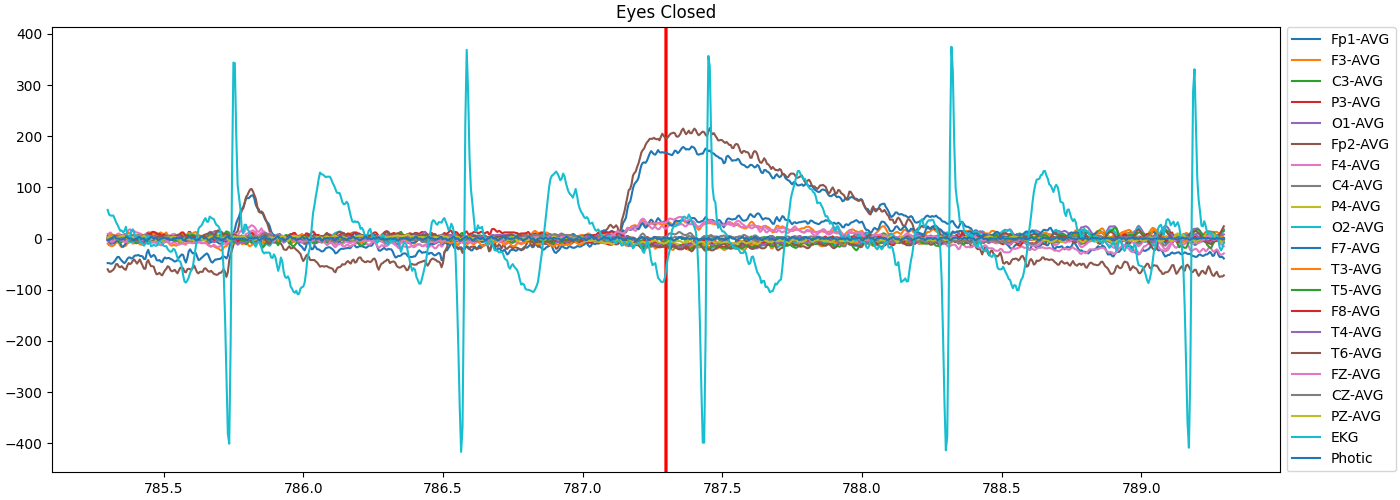 Eyes Closed
400
300
200
100
0
−100
−200
−300
−400
785.5 786.0 786.5 787.0 787.5 788.0 788.5 789.0
Fp1-AVG
F3-AVG
C3-AVG
P3-AVG
O1-AVG
Fp2-AVG
F4-AVG
C4-AVG
P4-AVG
O2-AVG
F7-AVG
T3-AVG
T5-AVG
F8-AVG
T4-AVG
T6-AVG
FZ-AVG
CZ-AVG
PZ-AVG
EKG
Photic